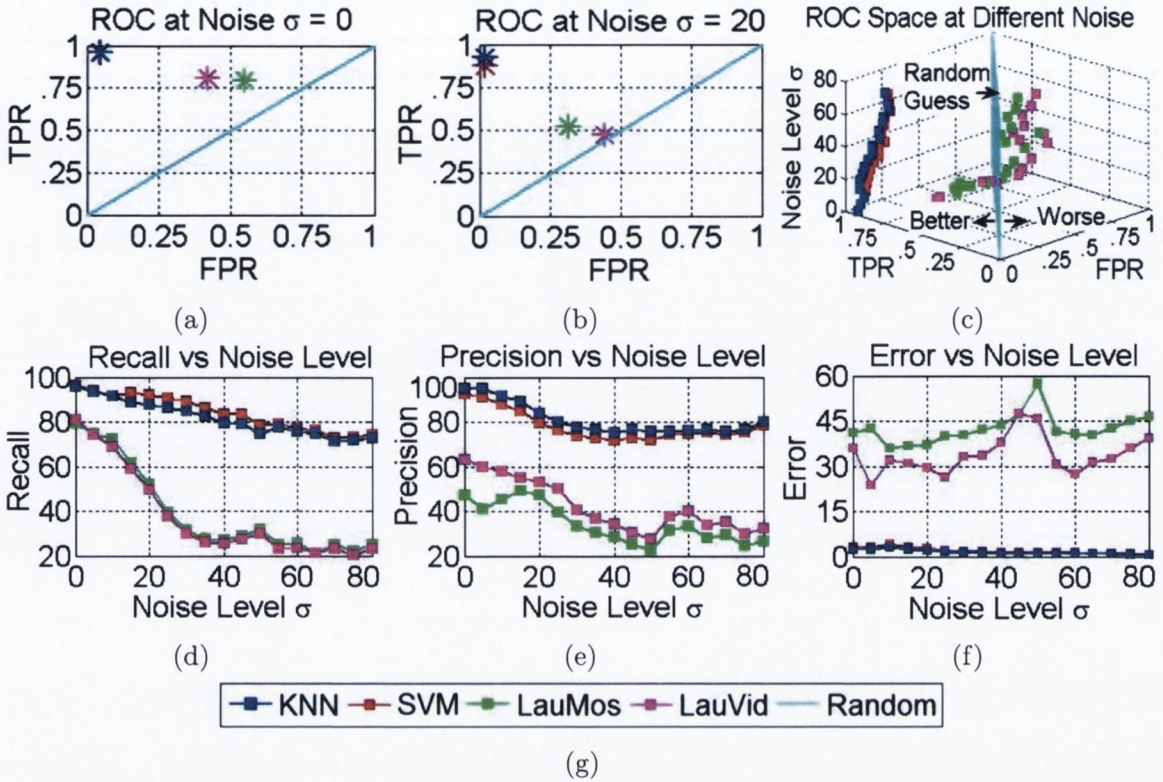 ROC at Noise σ = 0
1
.75
.5
.25
0
TPR
0 0.25 0.5 0.75 1
FPR
(a)
ROC at Noise σ = 20
1
.75
.5
.25
0
TPR
0 0.25 0.5 0.75 1
FPR
(b)
ROC Space at Different Noise
80
60
40
20
0
Noise Level σ
Random
Guess
Better
Worse
1 .75 .5 .25 0
TPR
0 .25 .5 .75 1
FPR
(c)
Recall vs Noise Level
100
80
60
40
20
Recall
0 20 40 60 80
Noise Level σ
(d)
Precision vs Noise Level
100
80
60
40
20
Precision
0 20 40 60 80
Noise Level σ
(e)
Error vs Noise Level
60
45
30
15
0
Error
0 20 40 60 80
Noise Level σ
(f)
KNN SVM LauMos LauVid Random
(g)